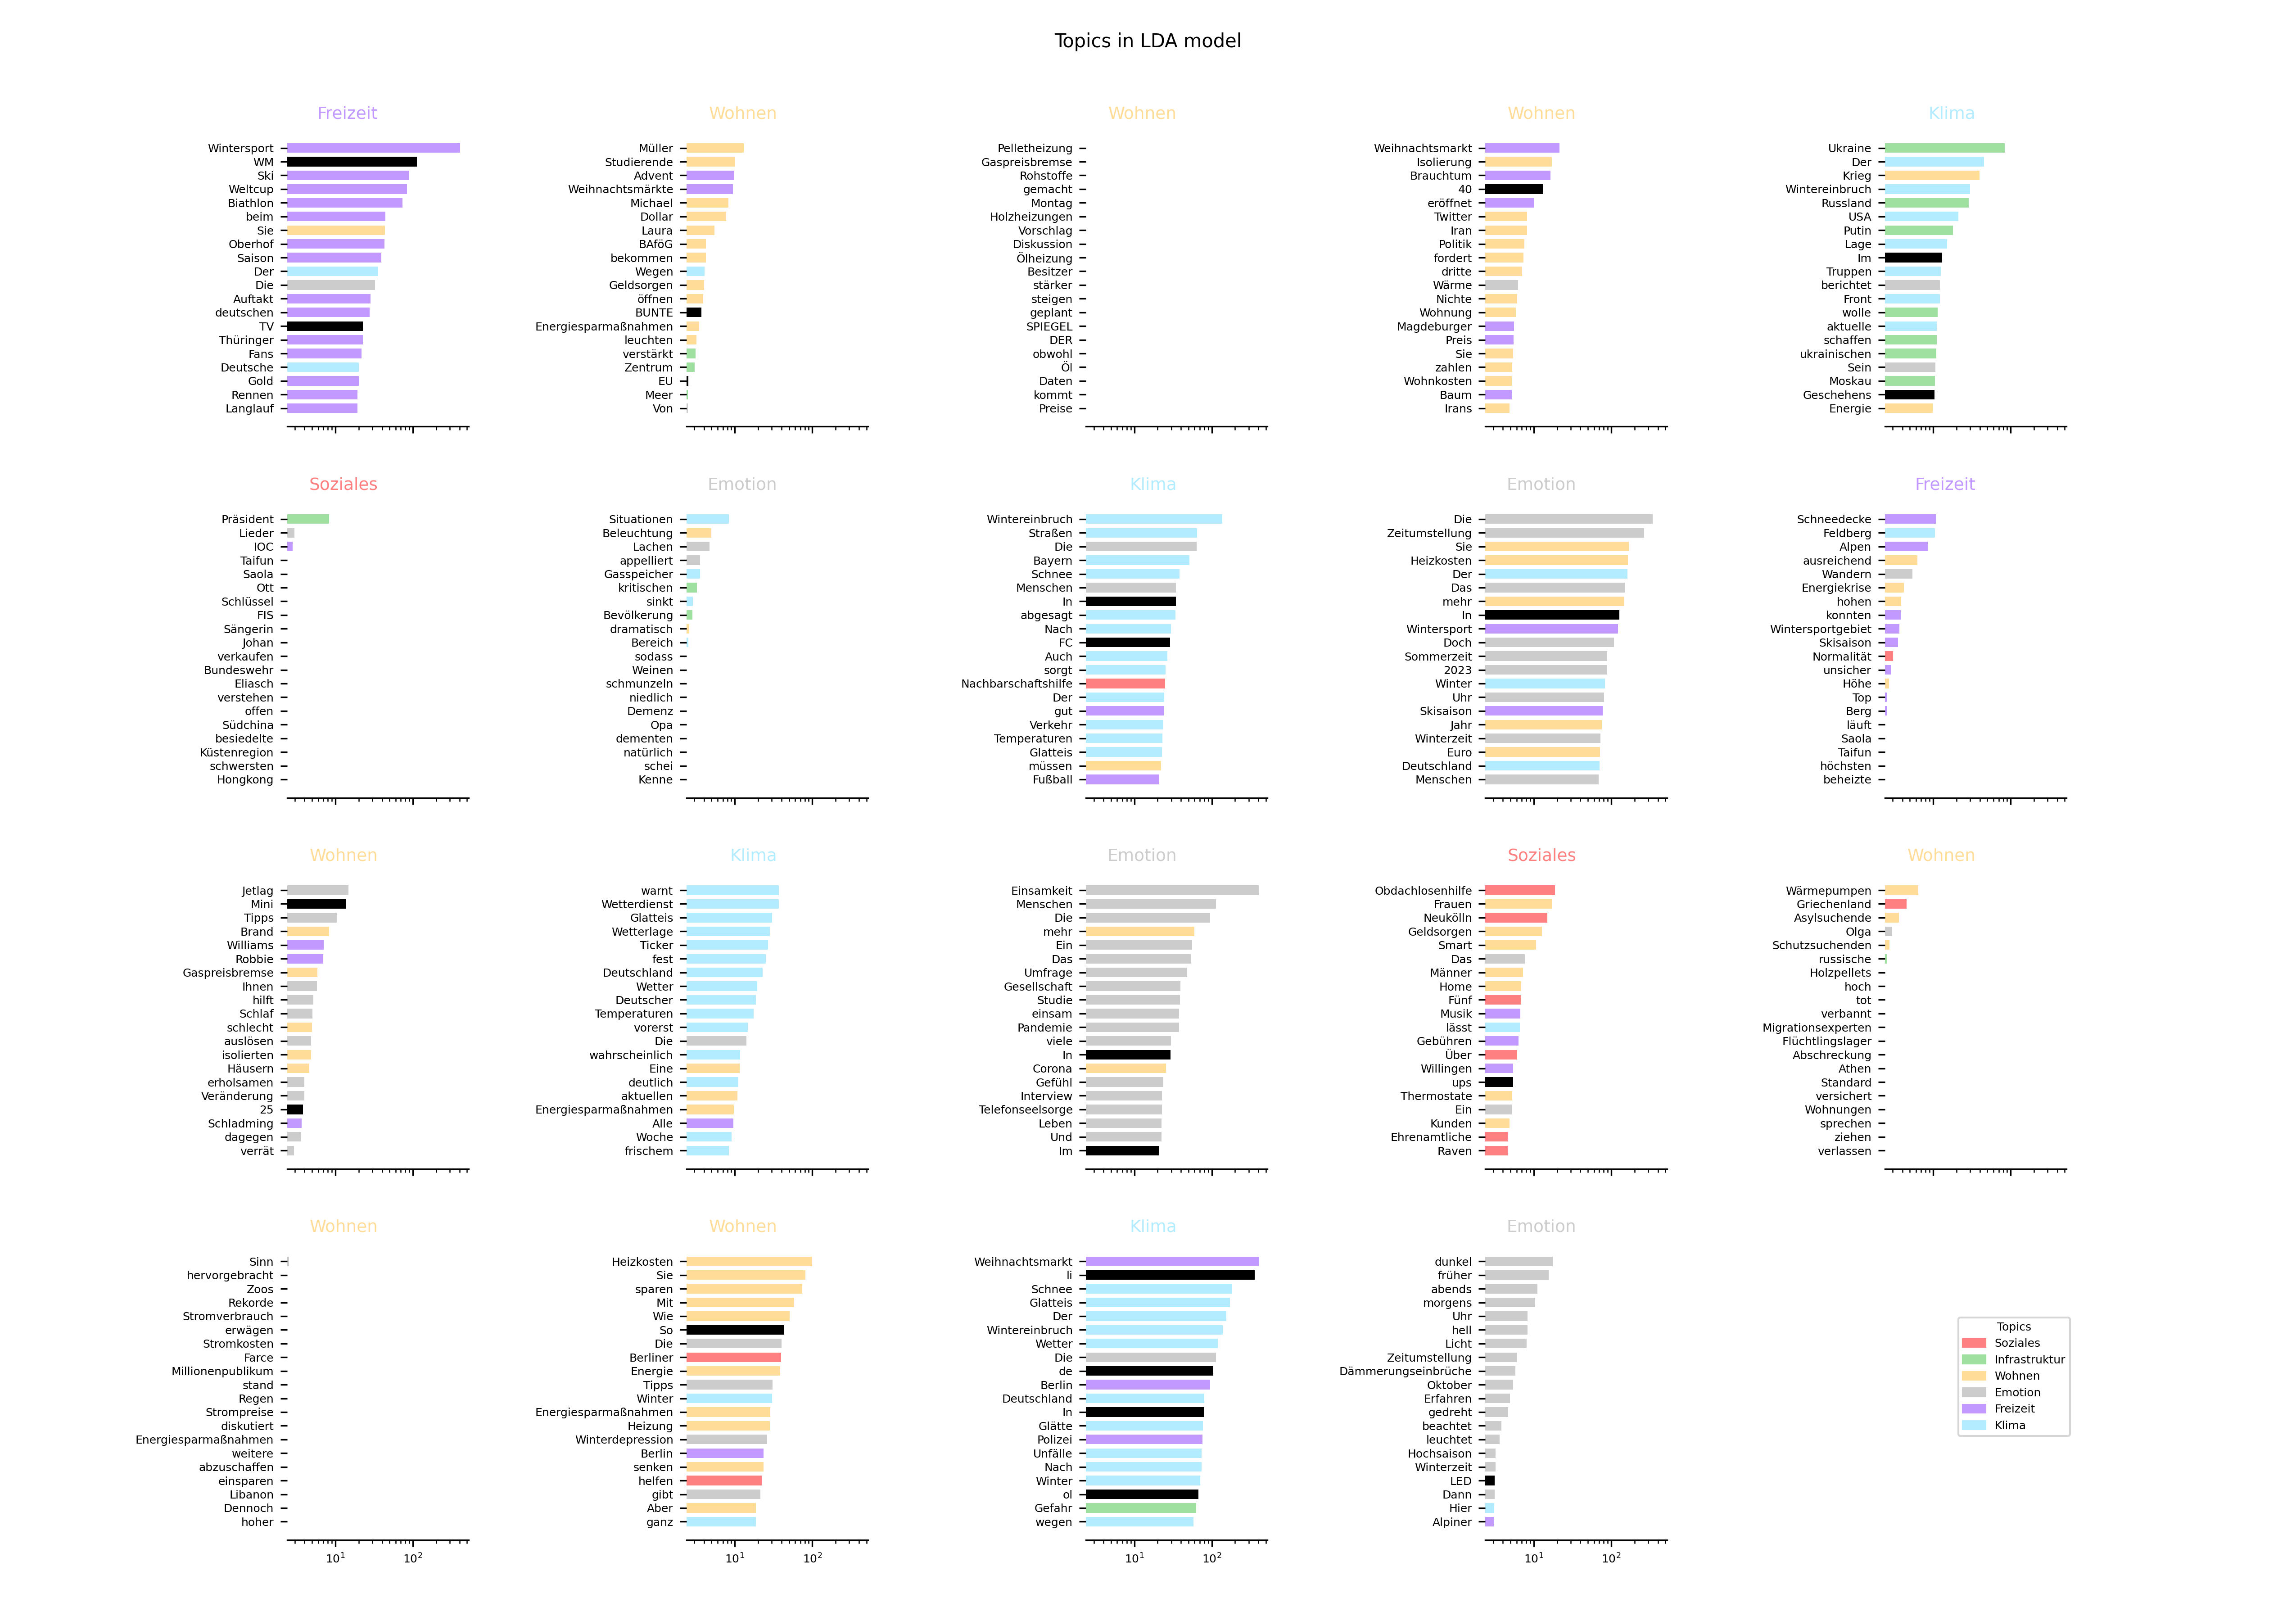 Topics in LDA model
Freizeit
Wintersport
WM
Ski
Weltcup
Biathlon
beim
Sie
Oberhof
Saison
Der
Die
Auftakt
deutschen
TV
Thüringer
Fans
Deutsche
Gold
Rennen
Langlauf
Wohnen
Müller
Studierende
Advent
Weihnachtsmärkte
Michael
Dollar
Laura
BAföG
bekommen
Wegen
Geldsorgen
öffnen
BUNTE
Energiesparmaßnahmen
leuchten
verstärkt
Zentrum
EU
Meer
Von
Wohnen
Pelletheizung
Gaspreisbremse
Rohstoffe
gemacht
Montag
Holzheizungen
Vorschlag
Diskussion
Ölheizung
Besitzer
stärker
steigen
geplant
SPIEGEL
DER
obwohl
Öl
Daten
kommt
Preise
Wohnen
Weihnachtsmarkt
Isolierung
Brauchtum
40
eröffnet
Twitter
Iran
Politik
fordert
dritte
Wärme
Nichte
Wohnung
Magdeburger
Preis
Sie
zahlen
Wohnkosten
Baum
Irans
Klima
Ukraine
Der
Krieg
Wintereinbruch
Russland
USA
Putin
Lage
Im
Truppen
berichtet
Front
wolle
aktuelle
schaffen
ukrainischen
Sein
Moskau
Geschehens
Energie
Soziales
Präsident
Lieder
IOC
Taifun
Saola
Ott
Schlüssel
FIS
Sängerin
Johan
verkaufen
Bundeswehr
Eliasch
verstehen
offen
Südchina
besiedelte
Küstenregion
schwersten
Hongkong
Emotion
Situationen
Beleuchtung
Lachen
appelliert
Gasspeicher
kritischen
sinkt
Bevölkerung
dramatisch
Bereich
sodass
Weinen
schmunzeln
niedlich
Demenz
Opa
dementen
natürlich
schei
Kenne
Klima
Wintereinbruch
Straßen
Die
Bayern
Schnee
Menschen
In
abgesagt
Nach
FC
Auch
sorgt
Nachbarschaftshilfe
Der
gut
Verkehr
Temperaturen
Glatteis
müssen
Fußball
Emotion
Die
Zeitumstellung
Sie
Heizkosten
Der
Das
mehr
In
Wintersport
Doch
Sommerzeit
2023
Winter
Uhr
Skisaison
Jahr
Winterzeit
Euro
Deutschland
Menschen
Freizeit
Schneedecke
Feldberg
Alpen
ausreichend
Wandern
Energiekrise
hohen
konnten
Wintersportgebiet
Skisaison
Normalität
unsicher
Höhe
Top
Berg
läuft
Saola
Taifun
höchsten
beheizte
Wohnen
Jetlag
Mini
Tipps
Brand
Williams
Robbie
Gaspreisbremse
Ihnen
hilft
Schlaf
schlecht
auslösen
isolierten
Häusern
erholsamen
Veränderung
25
Schladming
dagegen
verrät
Klima
warnt
Wetterdienst
Glatteis
Wetterlage
Ticker
fest
Deutschland
Wetter
Deutscher
Temperaturen
vorerst
Die
wahrscheinlich
Eine
deutlich
aktuellen
Energiesparmaßnahmen
Alle
Woche
frischem
Emotion
Einsamkeit
Menschen
Die
mehr
Ein
Das
Umfrage
Gesellschaft
Studie
einsam
Pandemie
viele
In
Corona
Gefühl
Interview
Telefonseelsorge
Leben
Und
Im
Soziales
Obdachlosenhilfe
Frauen
Neukölln
Geldsorgen
Smart
Das
Männer
Home
Fünf
Musik
lässt
Gebühren
Über
Willingen
ups
Thermostate
Ein
Kunden
Ehrenamtliche
Raven
Wohnen
Wärmepumpen
Griechenland
Asylsuchende
Olga
Schutzsuchenden
russische
Holzpellets
hoch
tot
verbannt
Migrationsexperten
Flüchtlingslager
Abschreckung
Athen
Standard
versichert
Wohnungen
sprechen
ziehen
verlassen
Wohnen
Sinn
hervorgebracht
Zoos
Rekorde
Stromverbrauch
erwägen
Stromkosten
Farce
Millionenpublikum
stand
Regen
Strompreise
diskutiert
Energiesparmaßnahmen
weitere
abzuschaffen
einsparen
Libanon
Dennoch
hoher
10¹ 10²
Wohnen
Heizkosten
Sie
sparen
Mit
Wie
So
Die
Berliner
Energie
Tipps
Winter
Energiesparmaßnahmen
Heizung
Winterdepression
Berlin
senken
helfen
gibt
Aber
ganz
10¹ 10²
Klima
Weihnachtsmarkt
li
Schnee
Glatteis
Der
Wintereinbruch
Wetter
Die
de
Berlin
Deutschland
In
Glätte
Polizei
Unfälle
Nach
Winter
ol
Gefahr
wegen
10¹ 10²
Emotion
dunkel
früher
abends
morgens
Uhr
hell
Licht
Zeitumstellung
Dämmerungseinbrüche
Oktober
Erfahren
gedreht
beachtet
leuchtet
Hochsaison
Winterzeit
LED
Dann
Hier
Alpiner
10¹ 10²
Topics
Soziales
Infrastruktur
Wohnen
Emotion
Freizeit
Klima